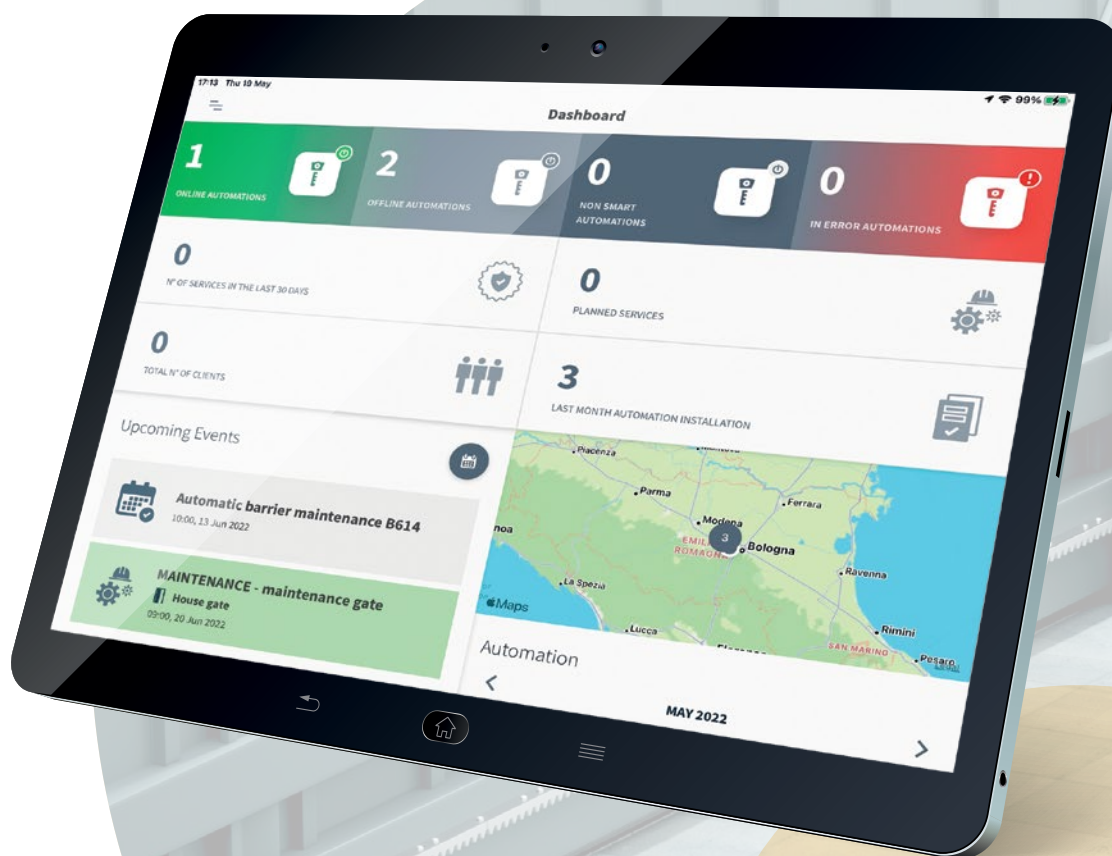 17:13 Thu 19 May
99%
Dashboard
1
ONLINE AUTOMATIONS
2
OFFLINE AUTOMATIONS
0
NON SMART
AUTOMATIONS
0
IN ERROR AUTOMATIONS
0
N° OF SERVICES IN THE LAST 30 DAYS
0
PLANNED SERVICES
0
TOTAL N° OF CLIENTS
3
LAST MONTH AUTOMATION INSTALLATION
Upcoming Events
Automatic barrier maintenance B614
10:00, 13 Jun 2022
MAINTENANCE - maintenance gate
House gate
09:00, 20 Jun 2022
Piacenza
Parma
Ferrara
Modena
noa
3
Bologna
ROMAGNA
Ravenna
La Spezia
Maps
Lucca
Rimini
SAN MARINO
Pesaro
Automation
MAY 2022